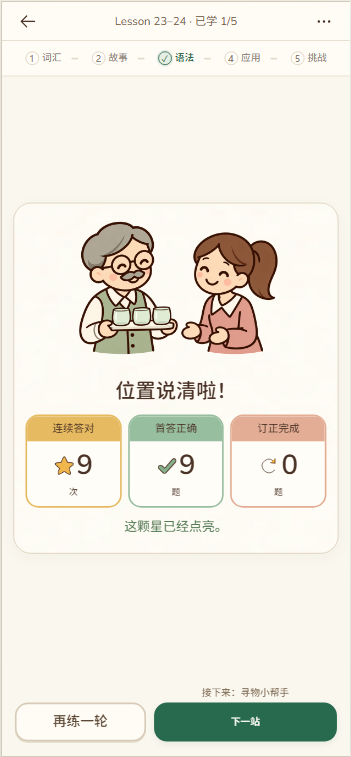 Lesson 23–24 · 已学 1/5
1 词汇 – 2 故事 – 语法 – 4 应用 – 5 挑战
位置说清啦！
连续答对 首答正确 订正完成
9 9 0
次 题 题
这颗星已经点亮。
接下来：寻物小帮手
再练一轮 下一站